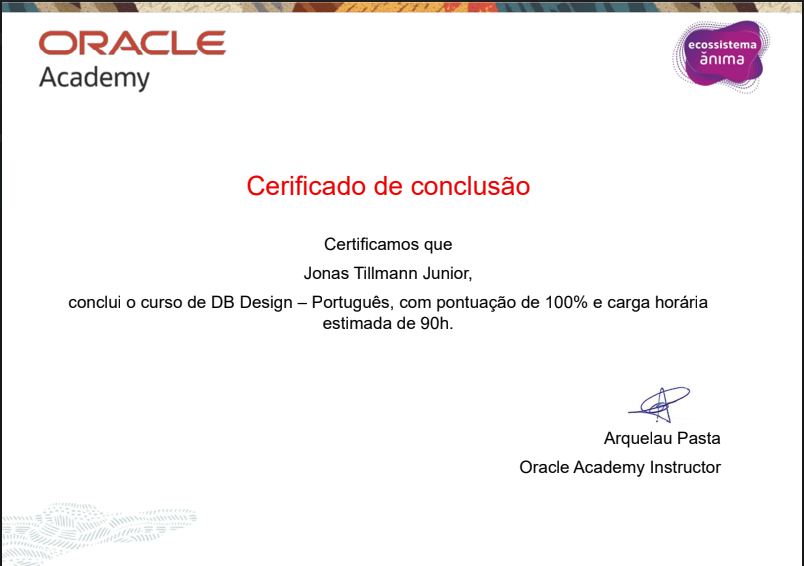 ORACLE
Academy
ecossistema
ănıma
Cerificado de conclusão
Certificamos que
Jonas Tillmann Junior,
conclui o curso de DB Design – Português, com pontuação de 100% e carga horária
estimada de 90h.
Arquelau Pasta
Oracle Academy Instructor